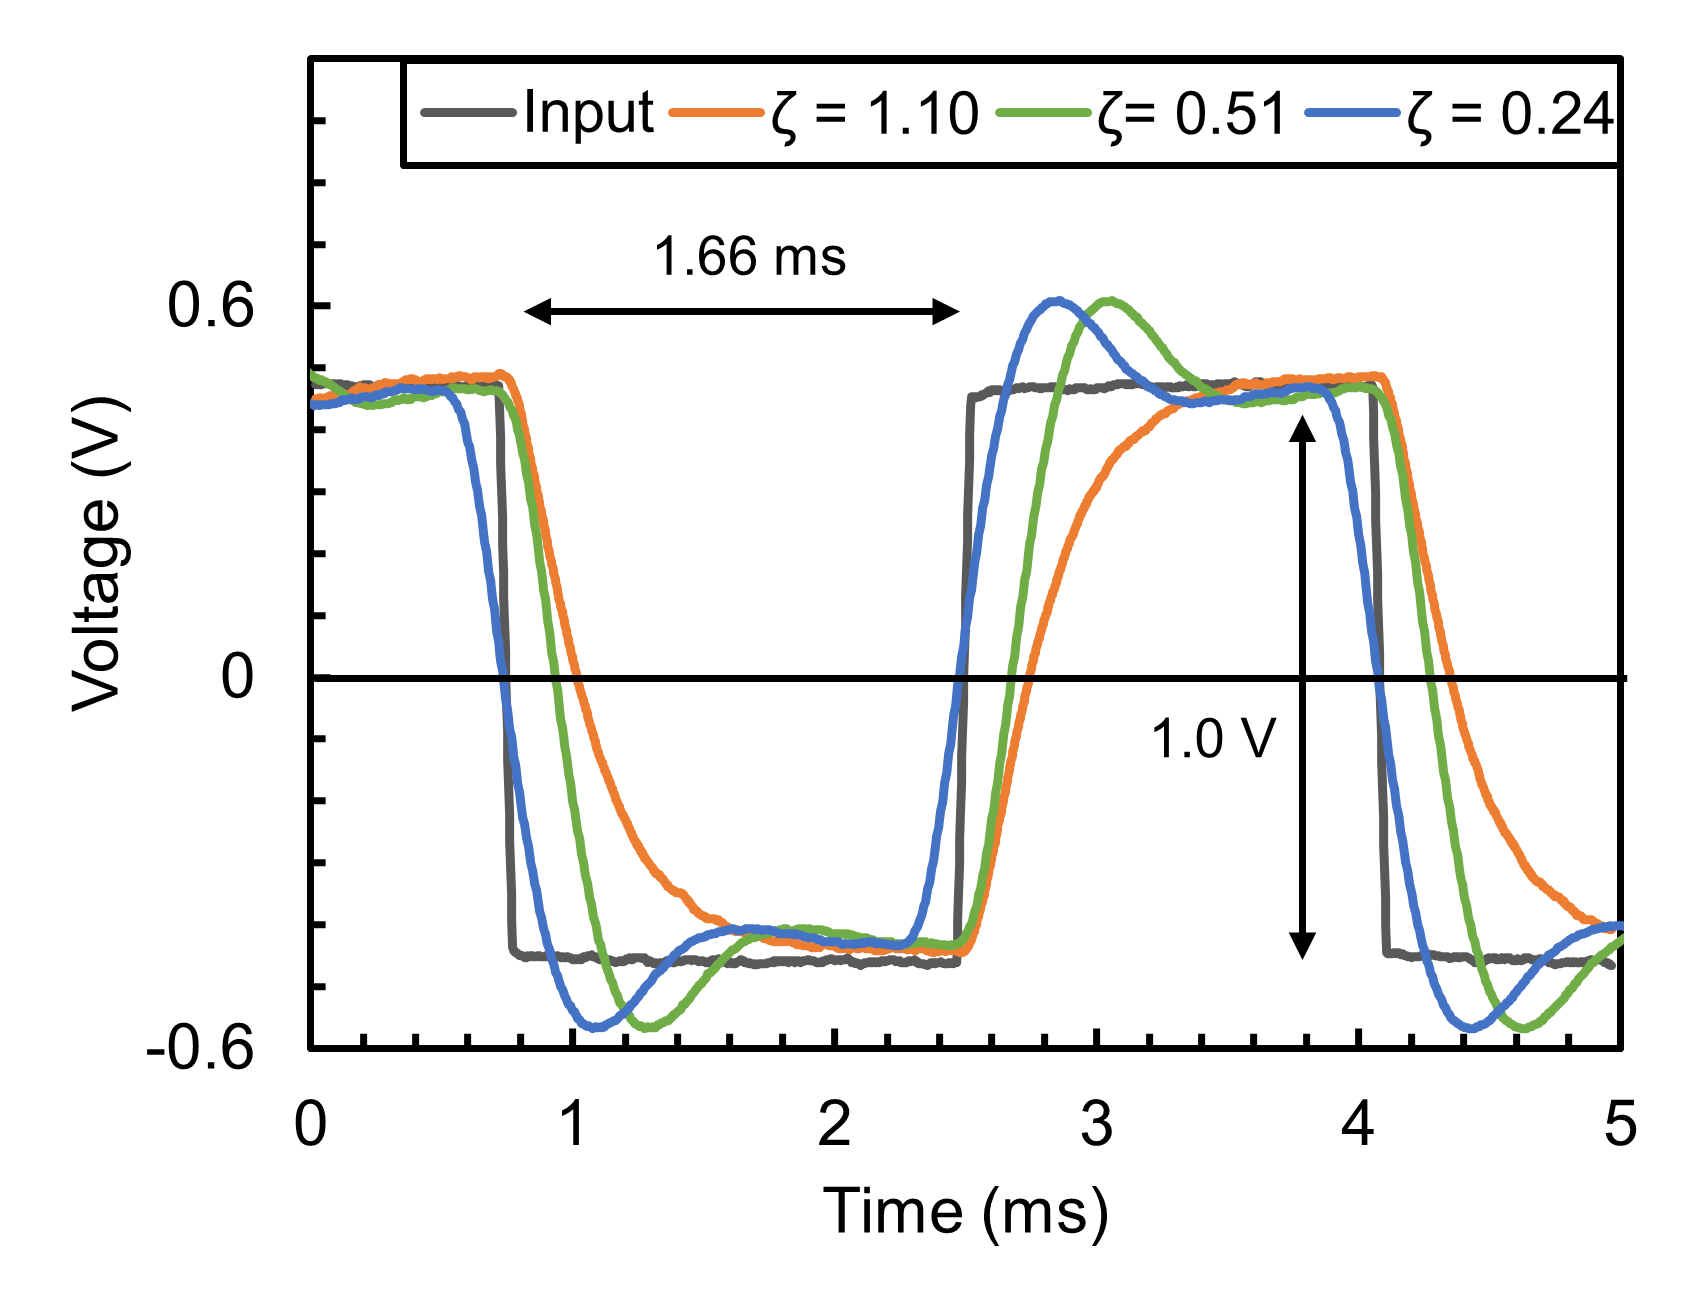 Input ζ = 1.10 ζ= 0.51 ζ = 0.24
1.66 ms
0.6
Voltage (V)
0
1.0 V
-0.6
0 1 2 3 4 5
Time (ms)